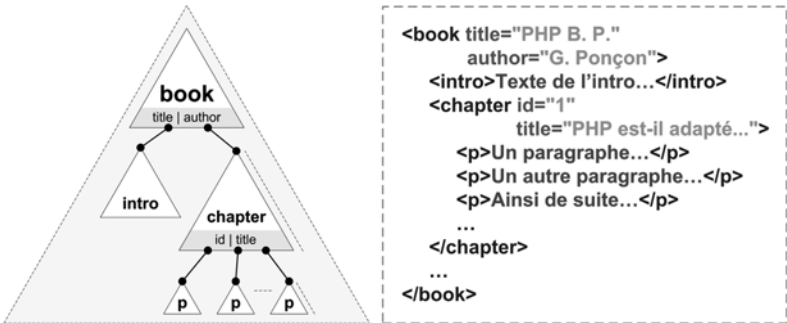 book
title | author
intro
chapter
id | title
p
p
p
<book title="PHP B. P."
author="G. Ponçon">
<intro>Texte de l'intro…</intro>
<chapter id="1"
title="PHP est-il adapté...">
<p>Un paragraphe…</p>
<p>Un autre paragraphe…</p>
<p>Ainsi de suite…</p>
…
</chapter>
…
</book>